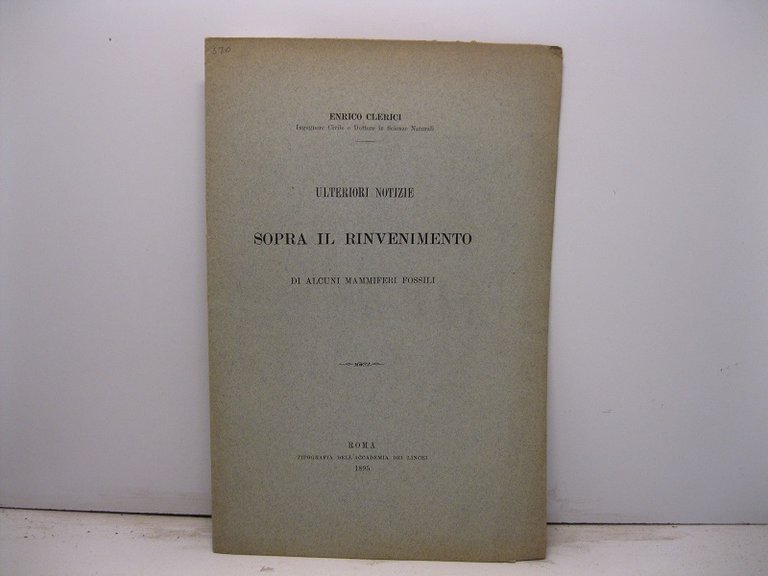 370
ENRICO CLERICI
Ingegnere Civile e Dottore in Scienze Naturali
ULTERIORI NOTIZIE
SOPRA IL RINVENIMENTO
DI ALCUNI MAMMIFERI FOSSILI
ROMA
TIPOGRAFIA DELL'ACCADEMIA DEI LINCEI
1895